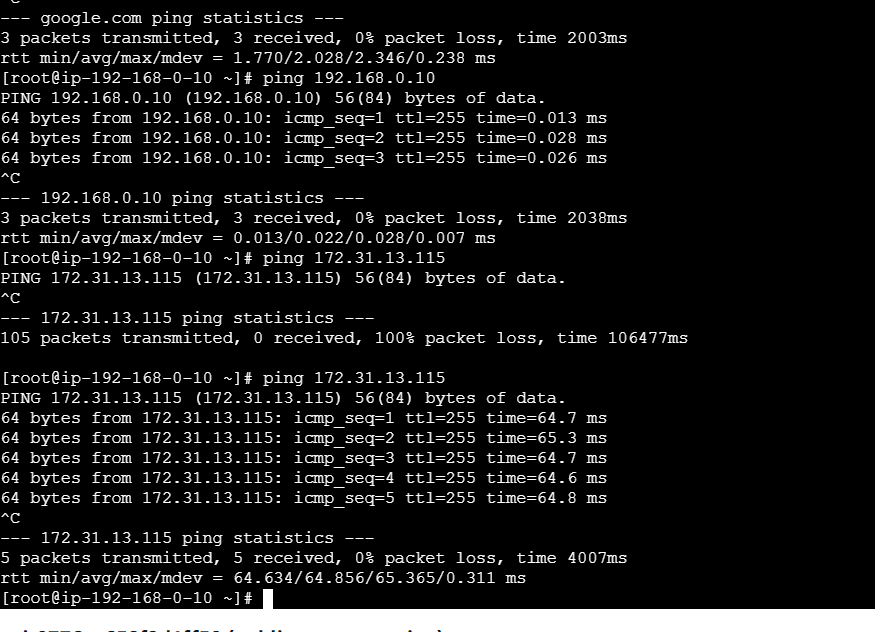 ^C
--- google.com ping statistics ---
3 packets transmitted, 3 received, 0% packet loss, time 2003ms
rtt min/avg/max/mdev = 1.770/2.028/2.346/0.238 ms
[root@ip-192-168-0-10 ~]# ping 192.168.0.10
PING 192.168.0.10 (192.168.0.10) 56(84) bytes of data.
64 bytes from 192.168.0.10: icmp_seq=1 ttl=255 time=0.013 ms
64 bytes from 192.168.0.10: icmp_seq=2 ttl=255 time=0.028 ms
64 bytes from 192.168.0.10: icmp_seq=3 ttl=255 time=0.026 ms
^C
--- 192.168.0.10 ping statistics ---
3 packets transmitted, 3 received, 0% packet loss, time 2038ms
rtt min/avg/max/mdev = 0.013/0.022/0.028/0.007 ms
[root@ip-192-168-0-10 ~]# ping 172.31.13.115
PING 172.31.13.115 (172.31.13.115) 56(84) bytes of data.
^C
--- 172.31.13.115 ping statistics ---
105 packets transmitted, 0 received, 100% packet loss, time 106477ms
[root@ip-192-168-0-10 ~]# ping 172.31.13.115
PING 172.31.13.115 (172.31.13.115) 56(84) bytes of data.
64 bytes from 172.31.13.115: icmp_seq=1 ttl=255 time=64.7 ms
64 bytes from 172.31.13.115: icmp_seq=2 ttl=255 time=65.3 ms
64 bytes from 172.31.13.115: icmp_seq=3 ttl=255 time=64.7 ms
64 bytes from 172.31.13.115: icmp_seq=4 ttl=255 time=64.6 ms
64 bytes from 172.31.13.115: icmp_seq=5 ttl=255 time=64.8 ms
^C
--- 172.31.13.115 ping statistics ---
5 packets transmitted, 5 received, 0% packet loss, time 4007ms
rtt min/avg/max/mdev = 64.634/64.856/65.365/0.311 ms
[root@ip-192-168-0-10 ~]#